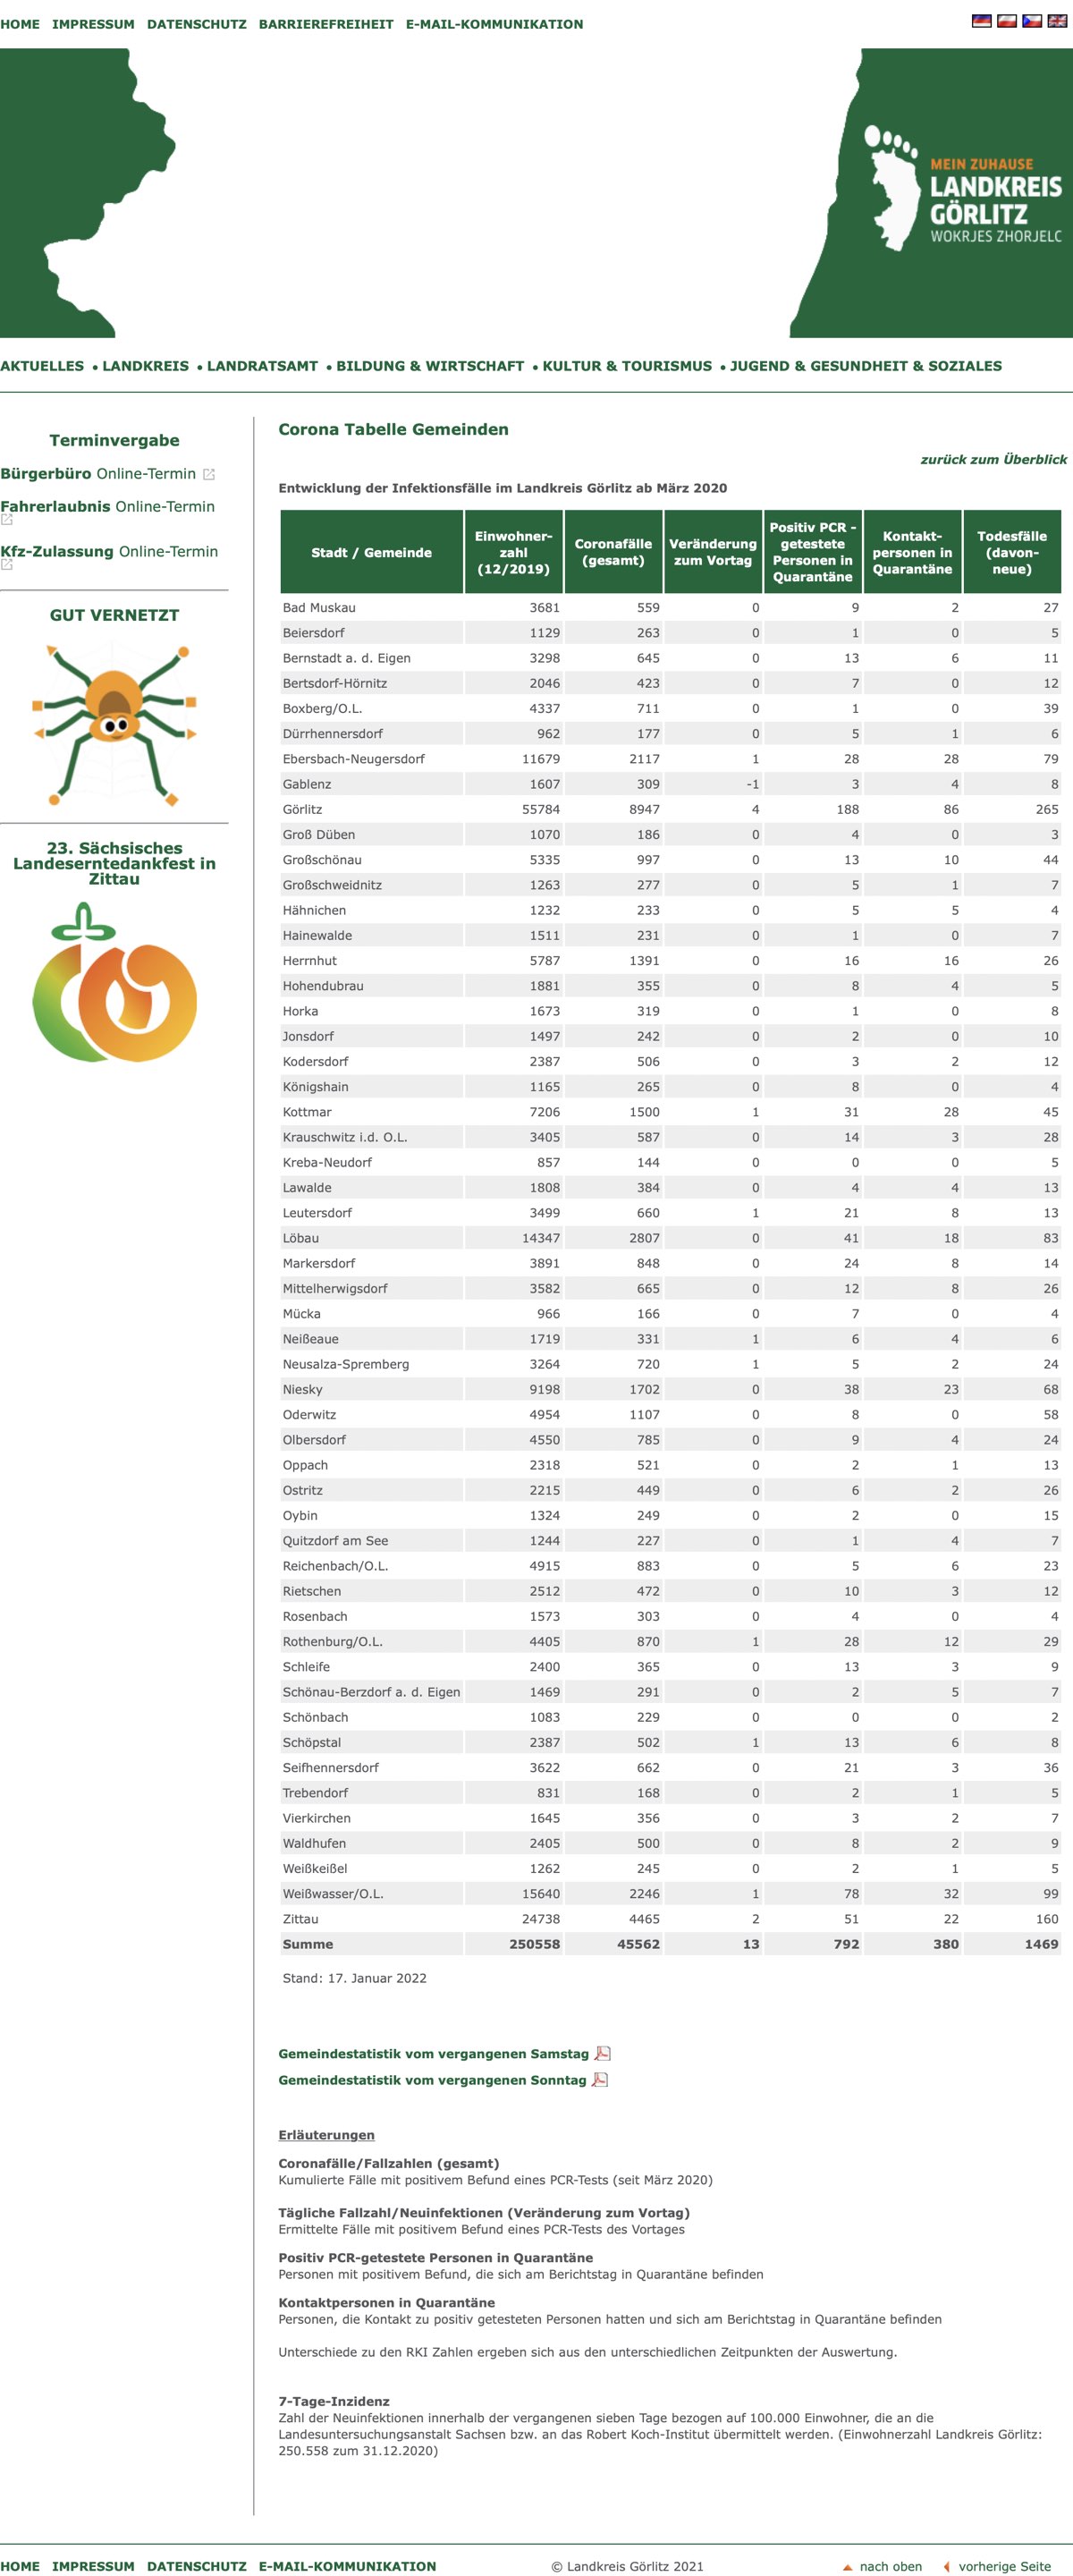 HOME IMPRESSUM DATENSCHUTZ BARRIEREFREIHEIT E-MAIL-KOMMUNIKATION
MEIN ZUHAUSE
LANDKREIS
GÖRLITZ
WOKRJES ZHORJELC
AKTUELLES • LANDKREIS • LANDRATSAMT • BILDUNG & WIRTSCHAFT • KULTUR & TOURISMUS • JUGEND & GESUNDHEIT & SOZIALES
Terminvergabe
Bürgerbüro Online-Termin
Fahrerlaubnis Online-Termin
Kfz-Zulassung Online-Termin
GUT VERNETZT
23. Sächsisches
Landeserntedankfest in
Zittau
Corona Tabelle Gemeinden
zurück zum Überblick
Entwicklung der Infektionsfälle im Landkreis Görlitz ab März 2020
Stadt / Gemeinde Einwohner-zahl (12/2019) Coronafälle (gesamt) Veränderung zum Vortag Positiv PCR - getestete Personen in Quarantäne Kontakt-personen in Quarantäne Todesfälle (davon-neue)
Bad Muskau 3681 559 0 9 2 27
Beiersdorf 1129 263 0 1 0 5
Bernstadt a. d. Eigen 3298 645 0 13 6 11
Bertsdorf-Hörnitz 2046 423 0 7 0 12
Boxberg/O.L. 4337 711 0 1 0 39
Dürrhennersdorf 962 177 0 5 1 6
Ebersbach-Neugersdorf 11679 2117 1 28 28 79
Gablenz 1607 309 -1 3 4 8
Görlitz 55784 8947 4 188 86 265
Groß Düben 1070 186 0 4 0 3
Großschönau 5335 997 0 13 10 44
Großschweidnitz 1263 277 0 5 1 7
Hähnichen 1232 233 0 5 5 4
Hainewalde 1511 231 0 1 0 7
Herrnhut 5787 1391 0 16 16 26
Hohendubrau 1881 355 0 8 4 5
Horka 1673 319 0 1 0 8
Jonsdorf 1497 242 0 2 0 10
Kodersdorf 2387 506 0 3 2 12
Königshain 1165 265 0 8 0 4
Kottmar 7206 1500 1 31 28 45
Krauschwitz i.d. O.L. 3405 587 0 14 3 28
Kreba-Neudorf 857 144 0 0 0 5
Lawalde 1808 384 0 4 4 13
Leutersdorf 3499 660 1 21 8 13
Löbau 14347 2807 0 41 18 83
Markersdorf 3891 848 0 24 8 14
Mittelherwigsdorf 3582 665 0 12 8 26
Mücka 966 166 0 7 0 4
Neißeaue 1719 331 1 6 4 6
Neusalza-Spremberg 3264 720 1 5 2 24
Niesky 9198 1702 0 38 23 68
Oderwitz 4954 1107 0 8 0 58
Olbersdorf 4550 785 0 9 4 24
Oppach 2318 521 0 2 1 13
Ostritz 2215 449 0 6 2 26
Oybin 1324 249 0 2 0 15
Quitzdorf am See 1244 227 0 1 4 7
Reichenbach/O.L. 4915 883 0 5 6 23
Rietschen 2512 472 0 10 3 12
Rosenbach 1573 303 0 4 0 4
Rothenburg/O.L. 4405 870 1 28 12 29
Schleife 2400 365 0 13 3 9
Schönau-Berzdorf a. d. Eigen 1469 291 0 2 5 7
Schönbach 1083 229 0 0 0 2
Schöpstal 2387 502 1 13 6 8
Seifhennersdorf 3622 662 0 21 3 36
Trebendorf 831 168 0 2 1 5
Vierkirchen 1645 356 0 3 2 7
Waldhufen 2405 500 0 8 2 9
Weißkeißel 1262 245 0 2 1 5
Weißwasser/O.L. 15640 2246 1 78 32 99
Zittau 24738 4465 2 51 22 160
Summe 250558 45562 13 792 380 1469
Stand: 17. Januar 2022
Gemeindestatistik vom vergangenen Samstag
Gemeindestatistik vom vergangenen Sonntag
Erläuterungen
Coronafälle/Fallzahlen (gesamt)
Kumulierte Fälle mit positivem Befund eines PCR-Tests (seit März 2020)
Tägliche Fallzahl/Neuinfektionen (Veränderung zum Vortag)
Ermittelte Fälle mit positivem Befund eines PCR-Tests des Vortages
Positiv PCR-getestete Personen in Quarantäne
Personen mit positivem Befund, die sich am Berichtstag in Quarantäne befinden
Kontaktpersonen in Quarantäne
Personen, die Kontakt zu positiv getesteten Personen hatten und sich am Berichtstag in Quarantäne befinden
Unterschiede zu den RKI Zahlen ergeben sich aus den unterschiedlichen Zeitpunkten der Auswertung.
7-Tage-Inzidenz
Zahl der Neuinfektionen innerhalb der vergangenen sieben Tage bezogen auf 100.000 Einwohner, die an die
Landesuntersuchungsanstalt Sachsen bzw. an das Robert Koch-Institut übermittelt werden. (Einwohnerzahl Landkreis Görlitz:
250.558 zum 31.12.2020)
HOME IMPRESSUM DATENSCHUTZ E-MAIL-KOMMUNIKATION © Landkreis Görlitz 2021 nach oben vorherige Seite